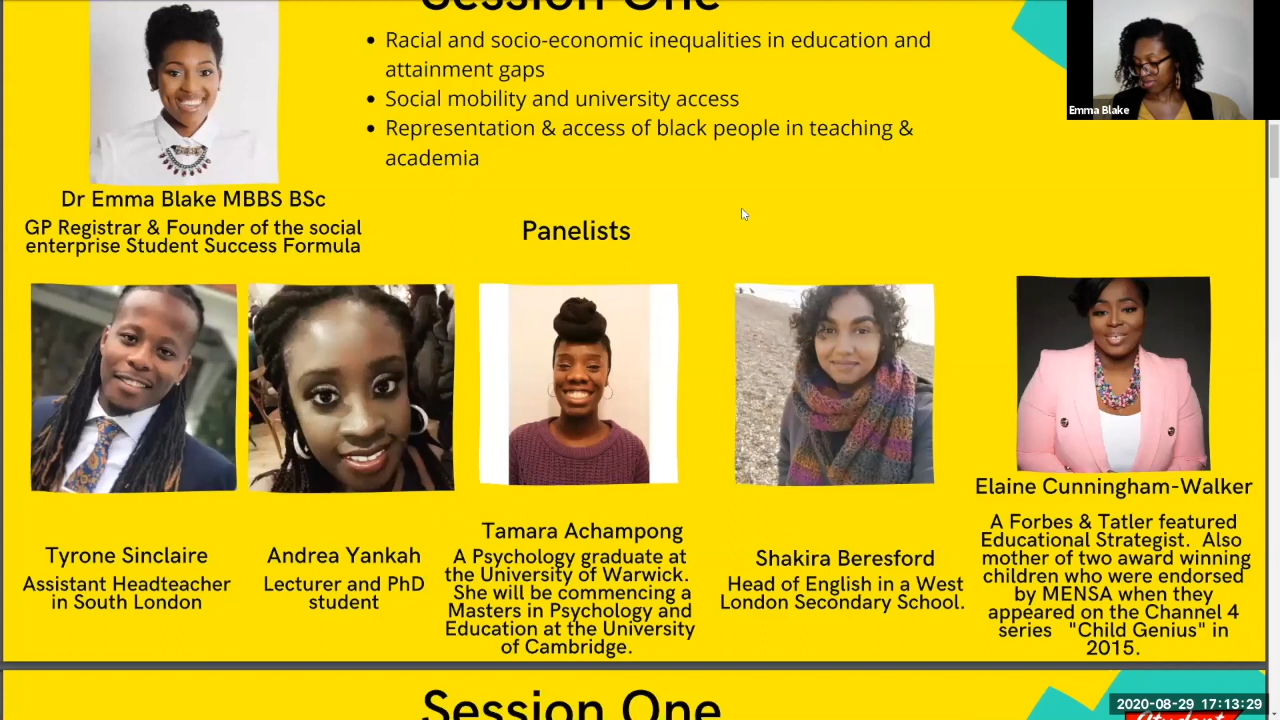 Session One
Racial and socio-economic inequalities in education and
attainment gaps
Social mobility and university access
Representation & access of black people in teaching &
academia
Emma Blake
Dr Emma Blake MBBS BSc
GP Registrar & Founder of the social
enterprise Student Success Formula
Panelists
Tyrone Sinclaire
Assistant Headteacher
in South London
Andrea Yankah
Lecturer and PhD
student
Tamara Achampong
A Psychology graduate at
the University of Warwick.
She will be commencing a
Masters in Psychology and
Education at the University
of Cambridge.
Shakira Beresford
Head of English in a West
London Secondary School.
Elaine Cunningham-Walker
A Forbes & Tatler featured
Educational Strategist. Also
mother of two award winning
children who were endorsed
by MENSA when they
appeared on the Channel 4
series "Child Genius" in
2015.
Session One
2020-08-29 17:13:29
Student